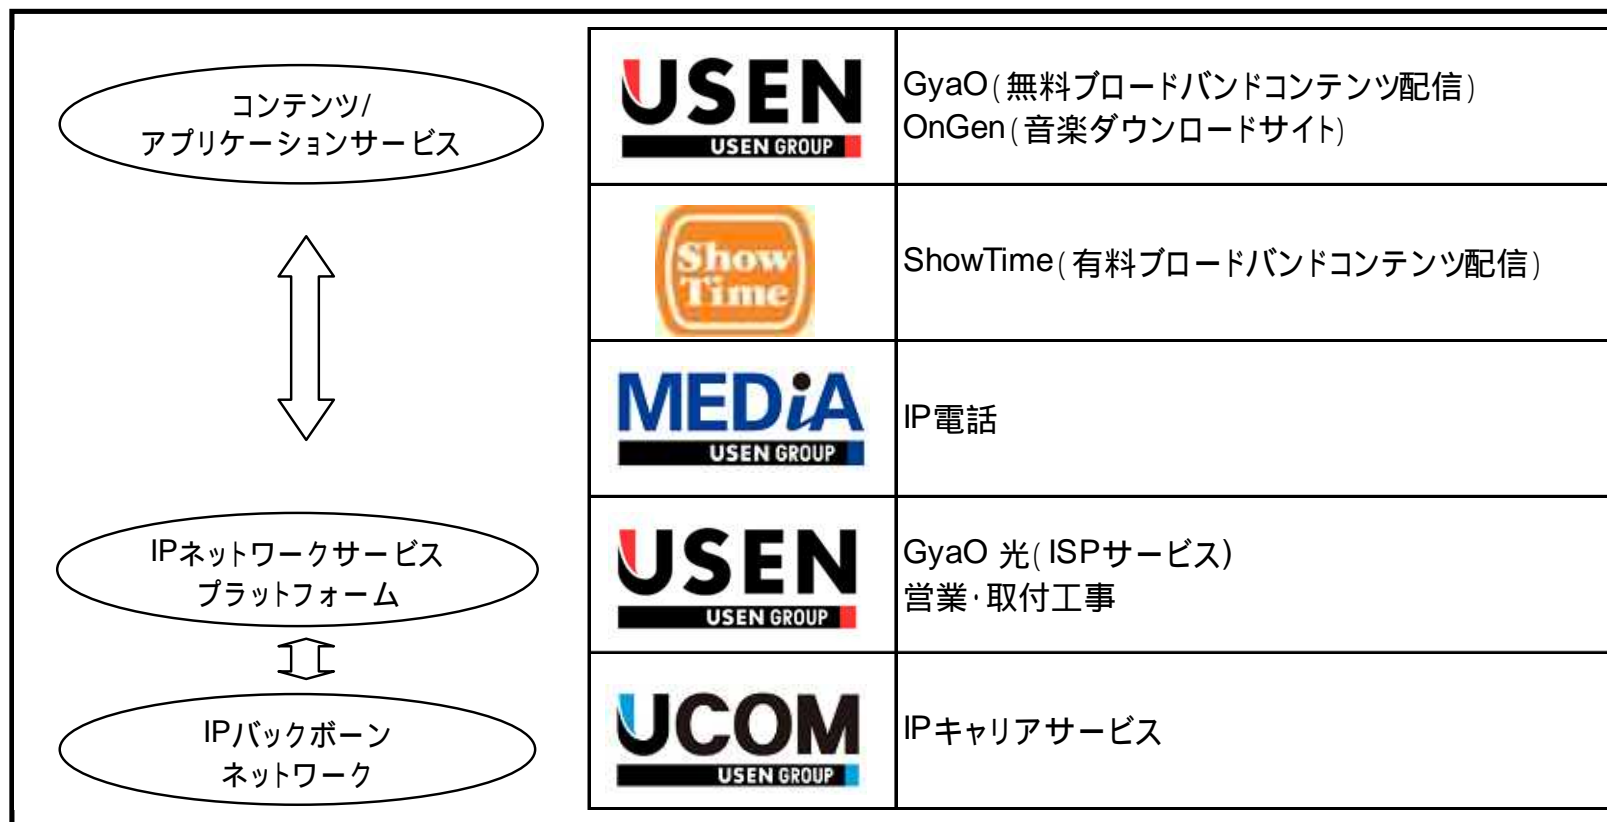 コンテンツ/
アプリケーションサービス
IPネットワークサービス
プラットフォーム
IPバックボーン
ネットワーク
USEN
USEN GROUP
GyaO(無料ブロードバンドコンテンツ配信)
OnGen(音楽ダウンロードサイト)
Show
Time
ShowTime(有料ブロードバンドコンテンツ配信)
MEDiA
USEN GROUP
IP電話
USEN
USEN GROUP
GyaO 光(ISPサービス)
営業・取付工事
UCOM
USEN GROUP
IPキャリアサービス